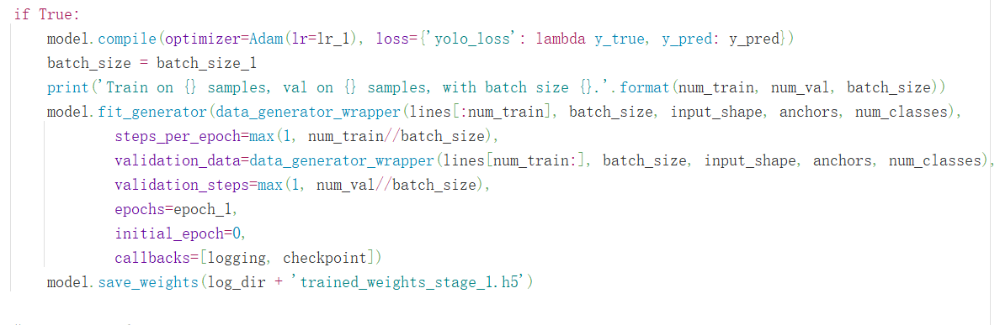 if True:
    model.compile(optimizer=Adam(lr=lr_1), loss={'yolo_loss': lambda y_true, y_pred: y_pred})
    batch_size = batch_size_1
    print('Train on {} samples, val on {} samples, with batch size {}.'.format(num_train, num_val, batch_size))
    model.fit_generator(data_generator_wrapper(lines[:num_train], batch_size, input_shape, anchors, num_classes),
            steps_per_epoch=max(1, num_train//batch_size),
            validation_data=data_generator_wrapper(lines[num_train:], batch_size, input_shape, anchors, num_classes),
            validation_steps=max(1, num_val//batch_size),
            epochs=epoch_1,
            initial_epoch=0,
            callbacks=[logging, checkpoint])
    model.save_weights(log_dir + 'trained_weights_stage_1.h5')